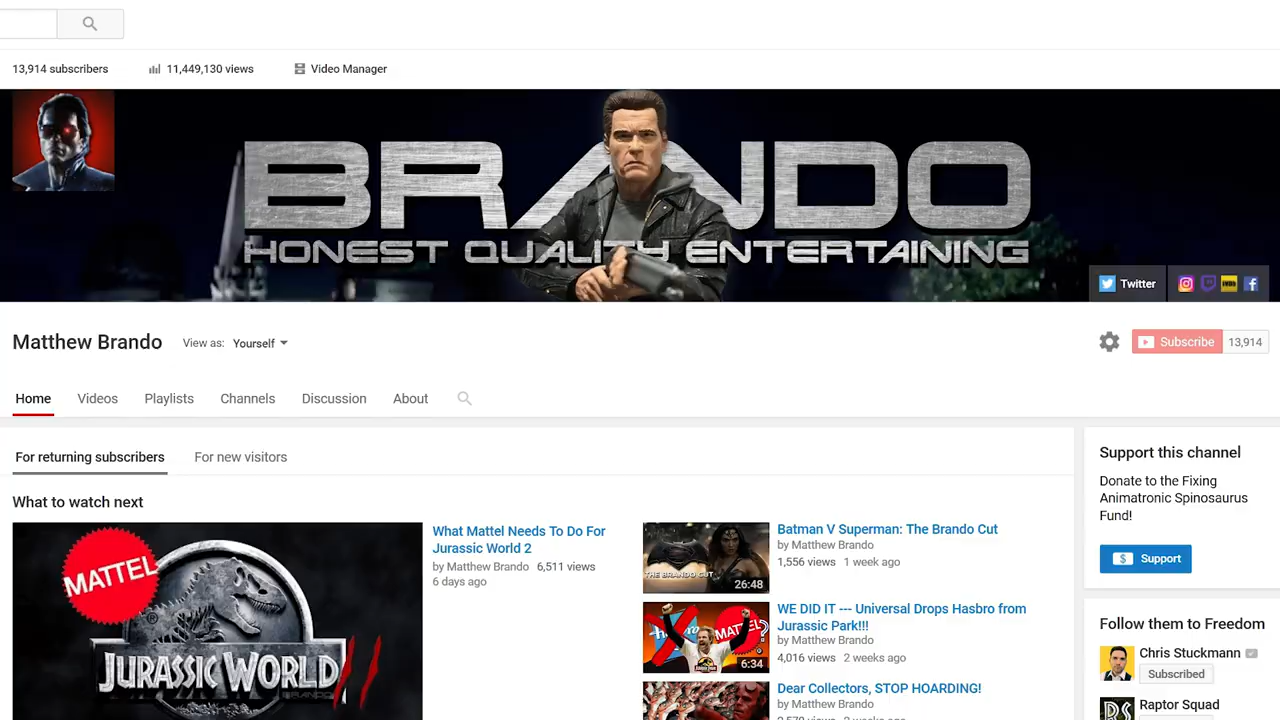 13,914 subscribers
11,449,130 views
Video Manager
BRANDO
HONEST QUALITY ENTERTAINING
Twitter
Matthew Brando
View as: Yourself
Subscribe 13,914
Home Videos Playlists Channels Discussion About
For returning subscribers For new visitors
What to watch next
MATTEL
JURASSIC WORLD
BRANDO
What Mattel Needs To Do For
Jurassic World 2
by Matthew Brando 6,511 views
6 days ago
THE BRANDO CUT
26:48
Batman V Superman: The Brando Cut
by Matthew Brando
1,556 views 1 week ago
MATTEL?
6:34
WE DID IT --- Universal Drops Hasbro from
Jurassic Park!!!
by Matthew Brando
4,016 views 2 weeks ago
Dear Collectors, STOP HOARDING!
by Matthew Brando
Support this channel
Donate to the Fixing
Animatronic Spinosaurus
Fund!
$ Support
Follow them to Freedom
Chris Stuckmann
Subscribed
RS
Raptor Squad